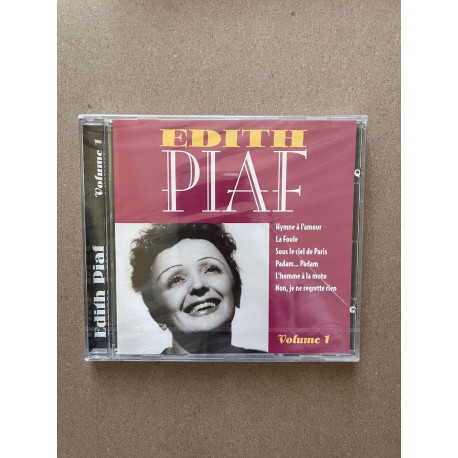 EDITH
PIAF
Hymne à l'amour
La Foule
Sous le ciel de Paris
Padam... Padam
L'homme à la moto
Non, je ne regrette rien
Volume 1
Edith Piaf
Volume 1